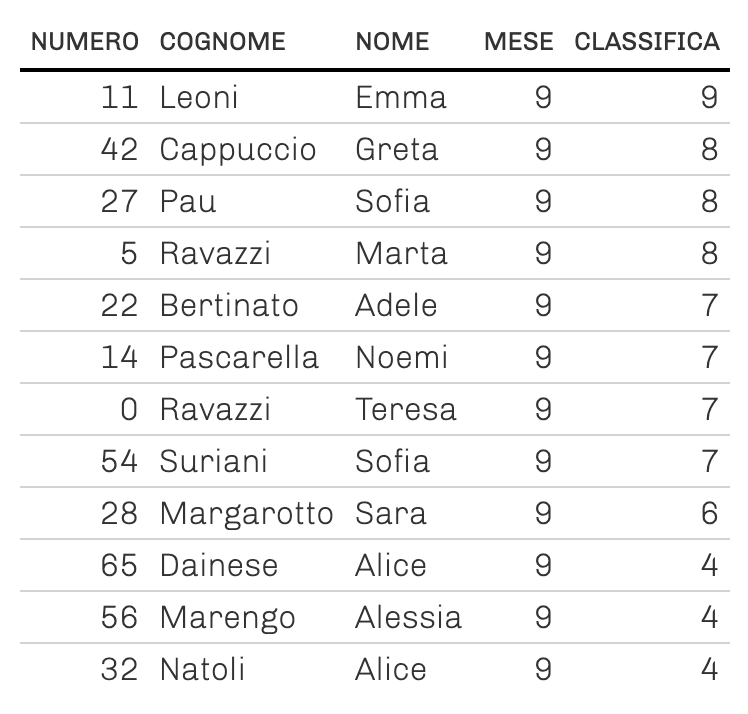 NUMERO COGNOME NOME MESE CLASSIFICA
11 Leoni Emma 9 9
42 Cappuccio Greta 9 8
27 Pau Sofia 9 8
5 Ravazzi Marta 9 8
22 Bertinato Adele 9 7
14 Pascarella Noemi 9 7
0 Ravazzi Teresa 9 7
54 Suriani Sofia 9 7
28 Margarotto Sara 9 6
65 Dainese Alice 9 4
56 Marengo Alessia 9 4
32 Natoli Alice 9 4